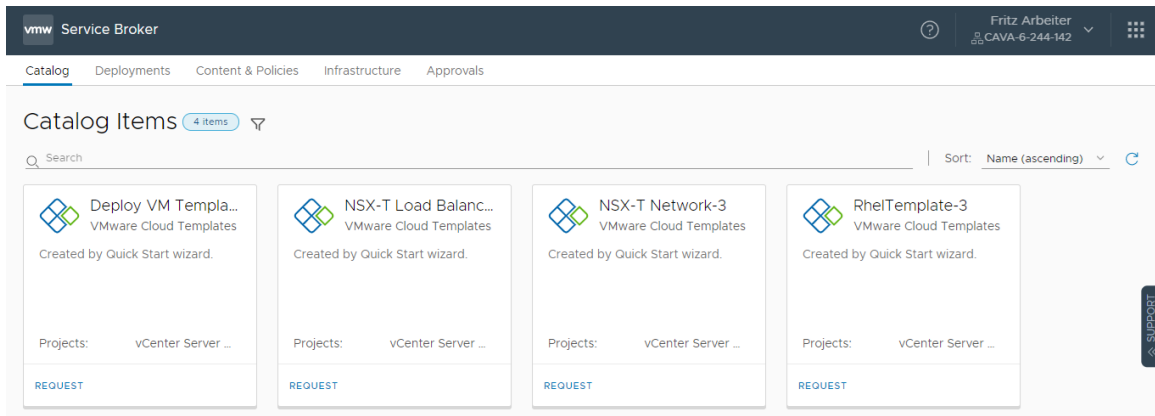 vmw Service Broker
Fritz Arbeiter
CAVA-6-244-142
Catalog Deployments Content & Policies Infrastructure Approvals
Catalog Items 4 items
Search
Sort: Name (ascending)
Deploy VM Templa...
VMware Cloud Templates
Created by Quick Start wizard.
Projects: vCenter Server ...
REQUEST
NSX-T Load Balanc...
VMware Cloud Templates
Created by Quick Start wizard.
Projects: vCenter Server ...
REQUEST
NSX-T Network-3
VMware Cloud Templates
Created by Quick Start wizard.
Projects: vCenter Server ...
REQUEST
RhelTemplate-3
VMware Cloud Templates
Created by Quick Start wizard.
Projects: vCenter Server ...
REQUEST
SUPPORT